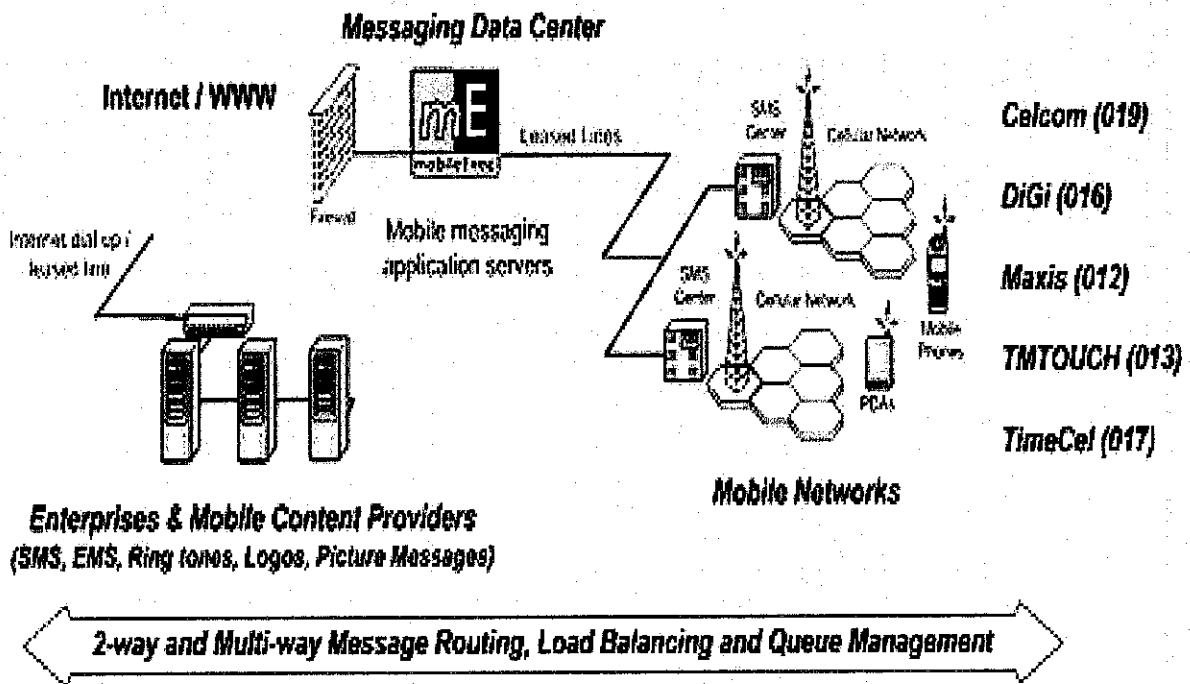 Messaging Data Center
Internet / WWW
mE
Firewall
Leased Lines
Mobile messaging
application servers
Internet dial up /
leased line
SMS
Center
Cellular Network
SMS
Center
Cellular Network
Mobile
Phones
PDAs
Celcom (019)
DiGi (016)
Maxis (012)
TMTOUCH (013)
TimeCel (017)
Mobile Networks
Enterprises & Mobile Content Providers
(SMS, EMS, Ring tones, Logos, Picture Messages)
2-way and Multi-way Message Routing, Load Balancing and Queue Management